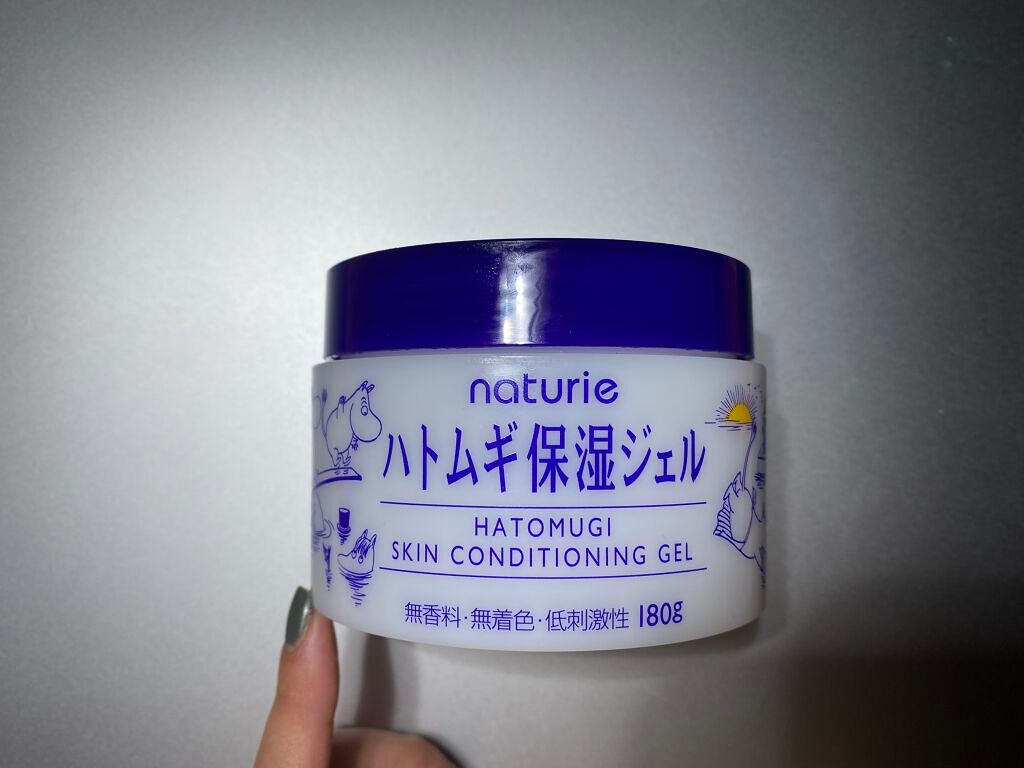 naturie
ハトムギ保湿ジェル
HATOMUGI
SKIN CONDITIONING GEL
無香料・無着色・低刺激性 180g